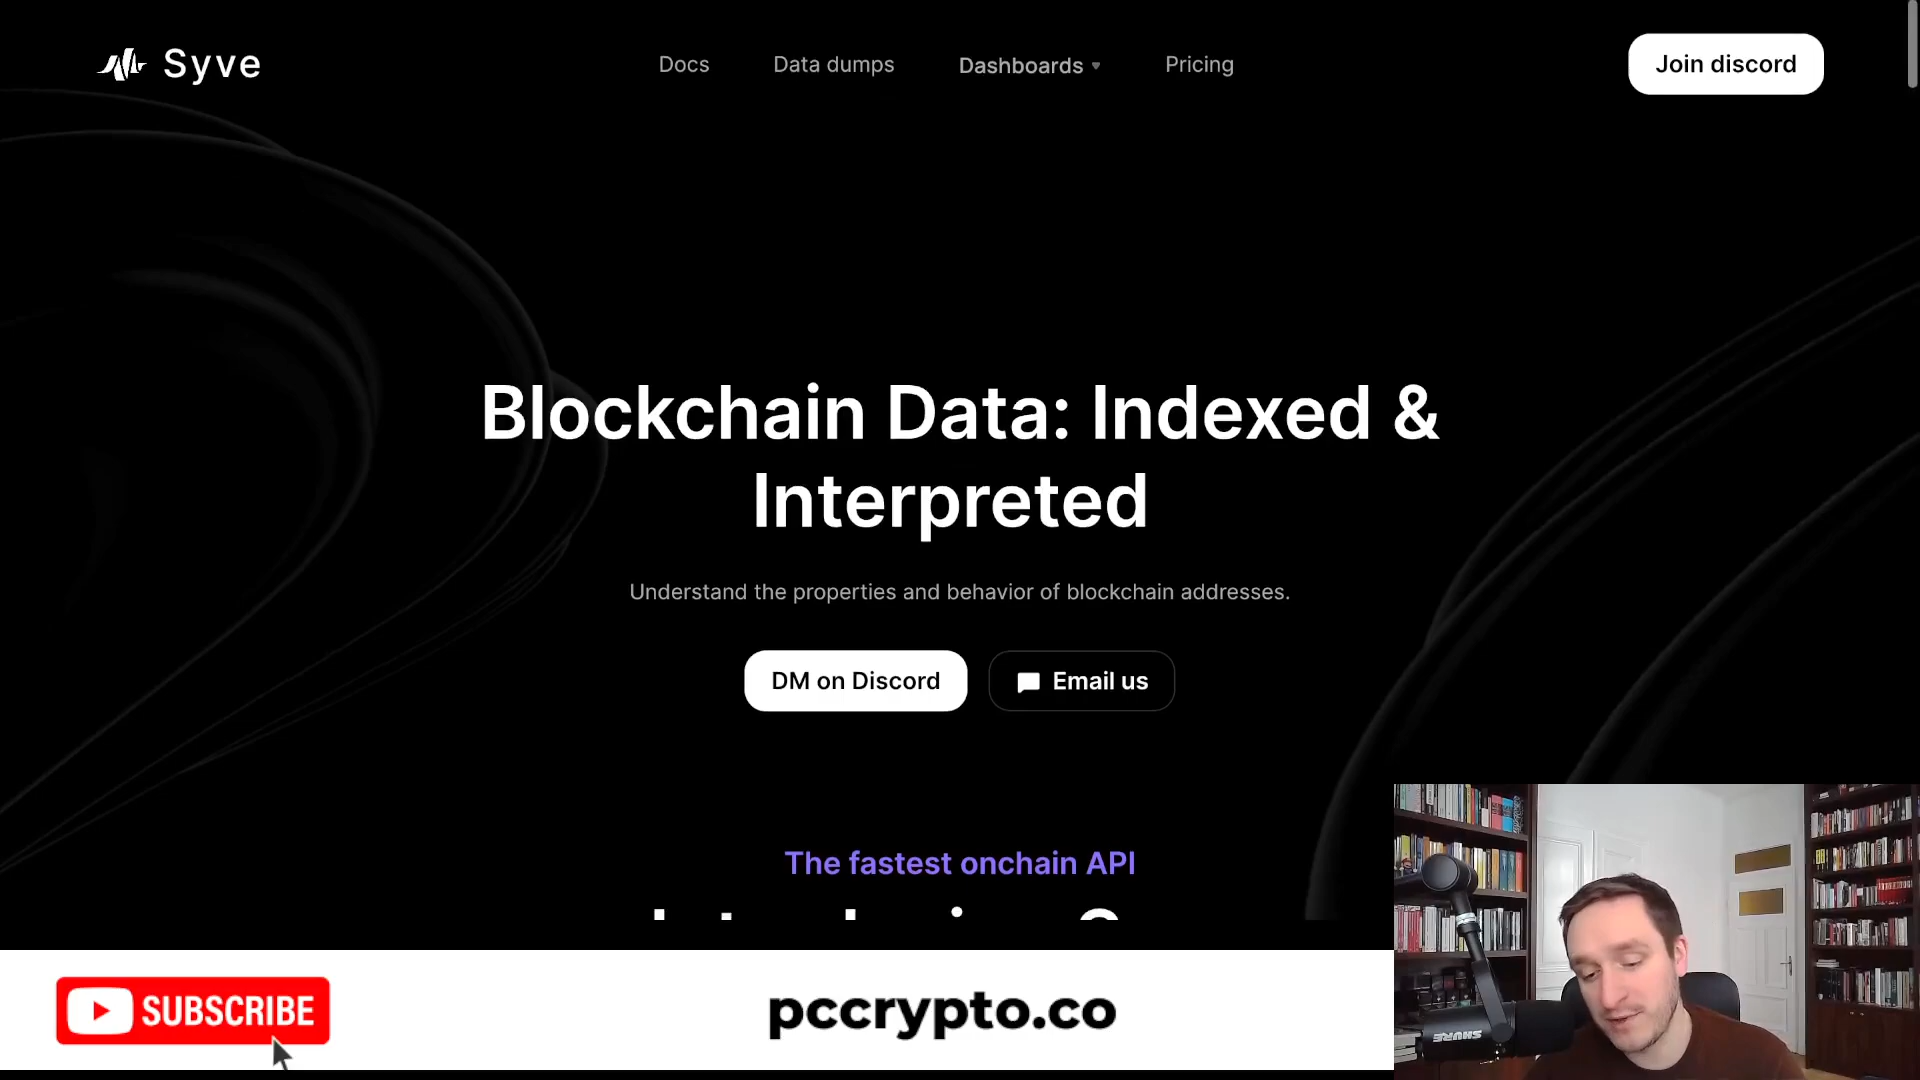 Syve
Docs
Data dumps
Dashboards
Pricing
Join discord
Blockchain Data: Indexed &
Interpreted
Understand the properties and behavior of blockchain addresses.
DM on Discord
Email us
The fastest onchain API
SUBSCRIBE
pccrypto.co
SHURE